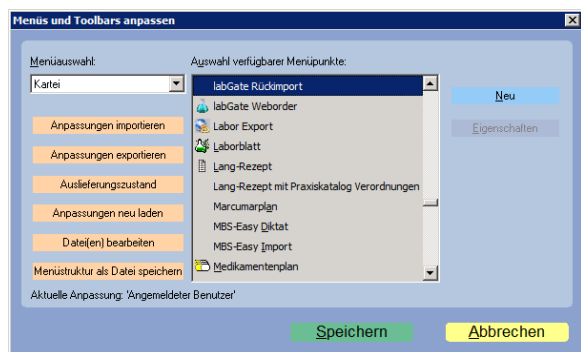 Menüs und Toolbars anpassen
Menüauswahl:
Kartei
Anpassungen importieren
Anpassungen exportieren
Auslieferungszustand
Anpassungen neu laden
Datei(en) bearbeiten
Menüstruktur als Datei speichern
Auswahl verfügbarer Menüpunkte:
labGate Rückimport
labGate Weborder
Labor Export
Laborblatt
Lang-Rezept
Lang-Rezept mit Praxiskatalog Verordnungen
Marcumarplan
MBS-Easy Diktat
MBS-Easy Import
Medikamentenplan
Neu
Eigenschaften
Aktuelle Anpassung: 'Angemeldeter Benutzer'
Speichern
Abbrechen